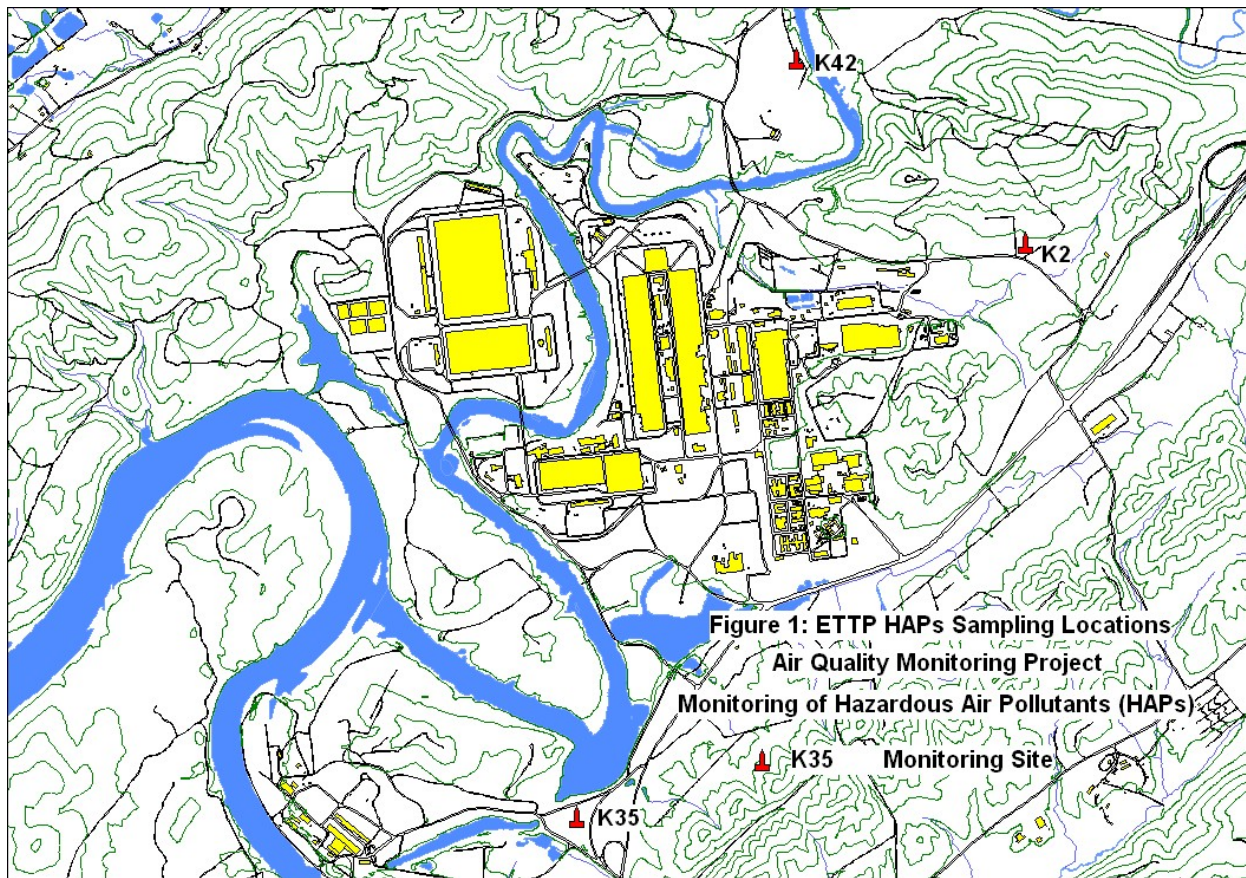 K42
K2
Figure 1: ETTP HAPs Sampling Locations
Air Quality Monitoring Project
Monitoring of Hazardous Air Pollutants (HAPs)
K35 Monitoring Site
K35